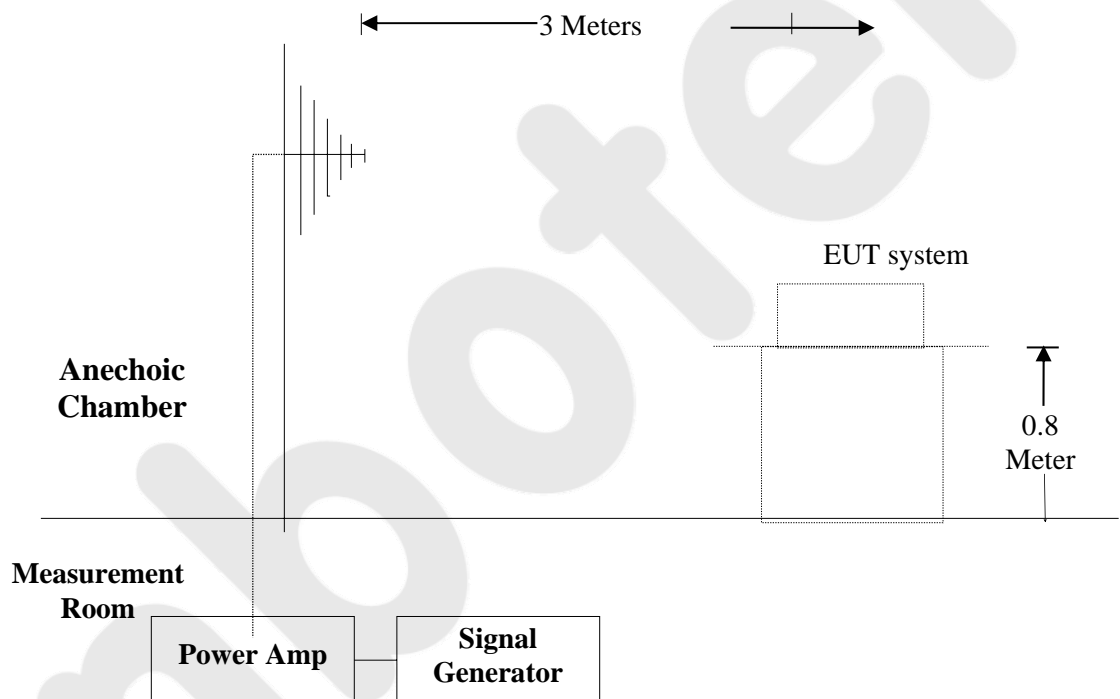 3 Meters
EUT system
Anechoic
Chamber
0.8
Meter
Measurement
Room
Power Amp
Signal
Generator